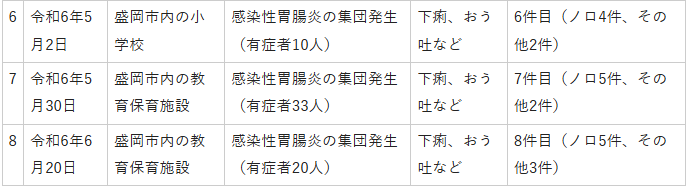 6 令和6年5 盛岡市内の小 感染性胃腸炎の集団発生 下痢、おう 6件目（ノロ4件、その
月2日 学校 （有症者10人） 吐など 他2件）
7 令和6年5 盛岡市内の教 感染性胃腸炎の集団発生 下痢、おう 7件目（ノロ5件、その
月30日 育保育施設 （有症者33人） 吐など 他2件）
8 令和6年6 盛岡市内の教 感染性胃腸炎の集団発生 下痢、おう 8件目（ノロ5件、その
月20日 育保育施設 （有症者20人） 吐など 他3件）